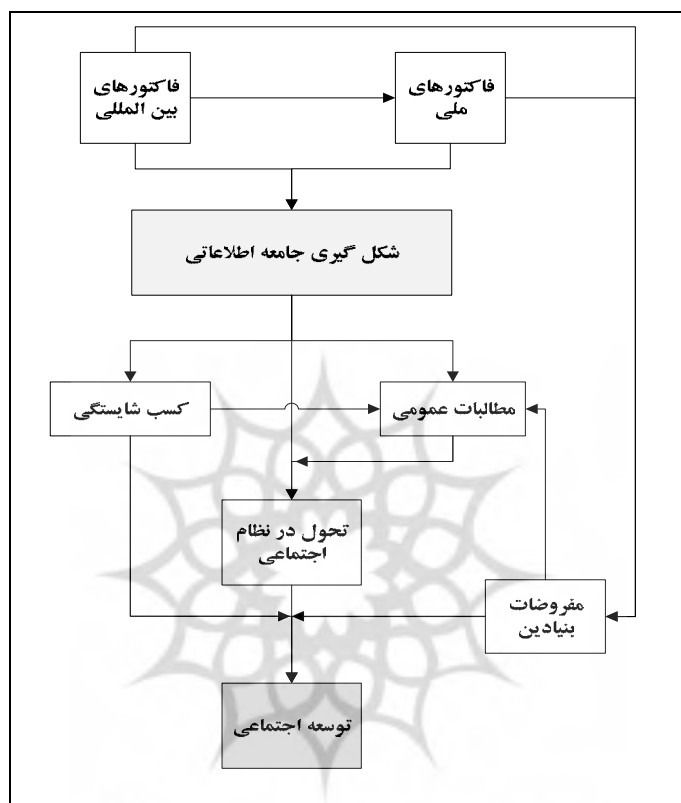 فاکتورهای
ملی
فاکتورهای
بین المللی
شکل گیری جامعه اطلاعاتی
مطالبات عمومی
کسب شایستگی
تحول در نظام
اجتماعی
مفروضات
بنیادین
توسعه اجتماعی